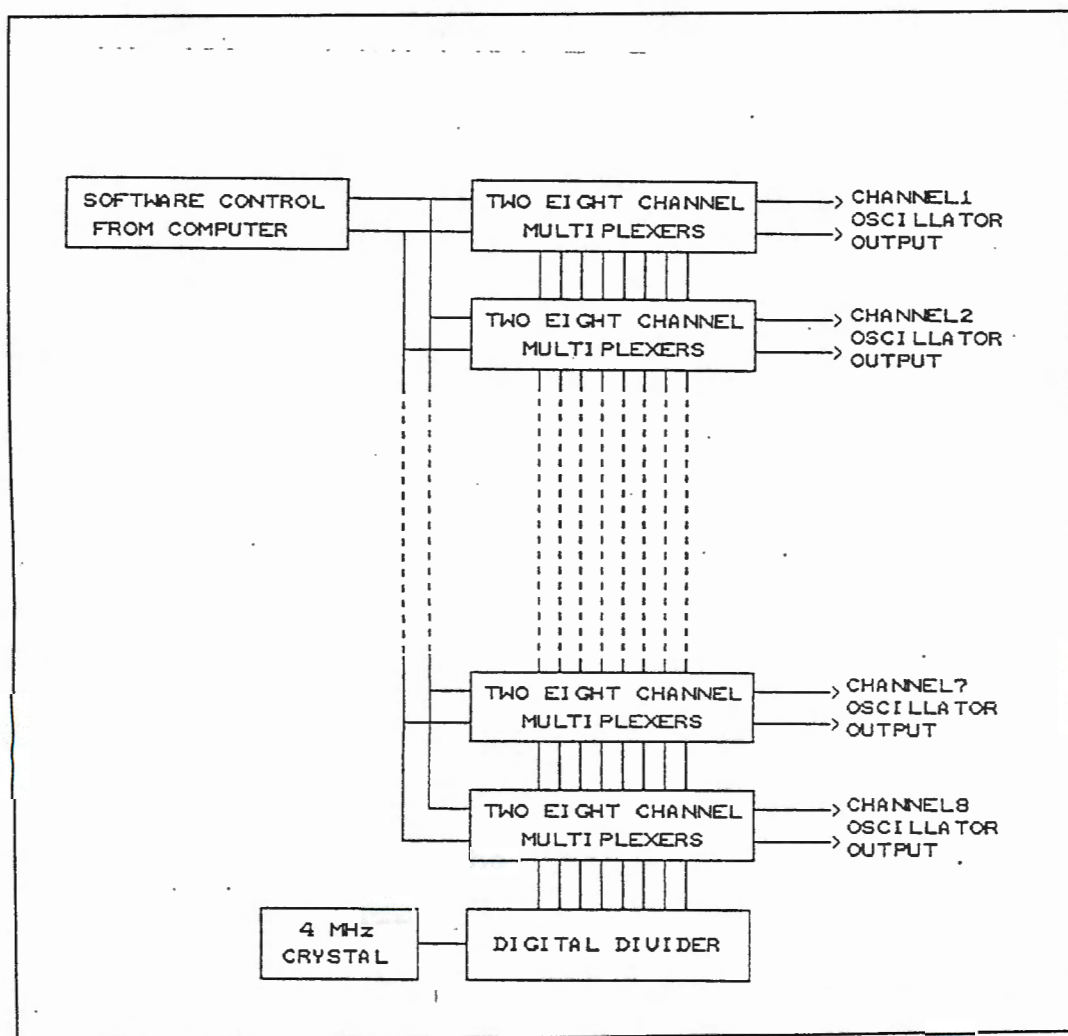 SOFTWARE CONTROL
FROM COMPUTER
TWO EIGHT CHANNEL
MULTIPLEXERS
CHANNEL1
OSCILLATOR
OUTPUT
TWO EIGHT CHANNEL
MULTIPLEXERS
CHANNEL2
OSCILLATOR
OUTPUT
TWO EIGHT CHANNEL
MULTIPLEXERS
CHANNEL7
OSCILLATOR
OUTPUT
TWO EIGHT CHANNEL
MULTIPLEXERS
CHANNEL8
OSCILLATOR
OUTPUT
4 MHz
CRYSTAL
DIGITAL DIVIDER